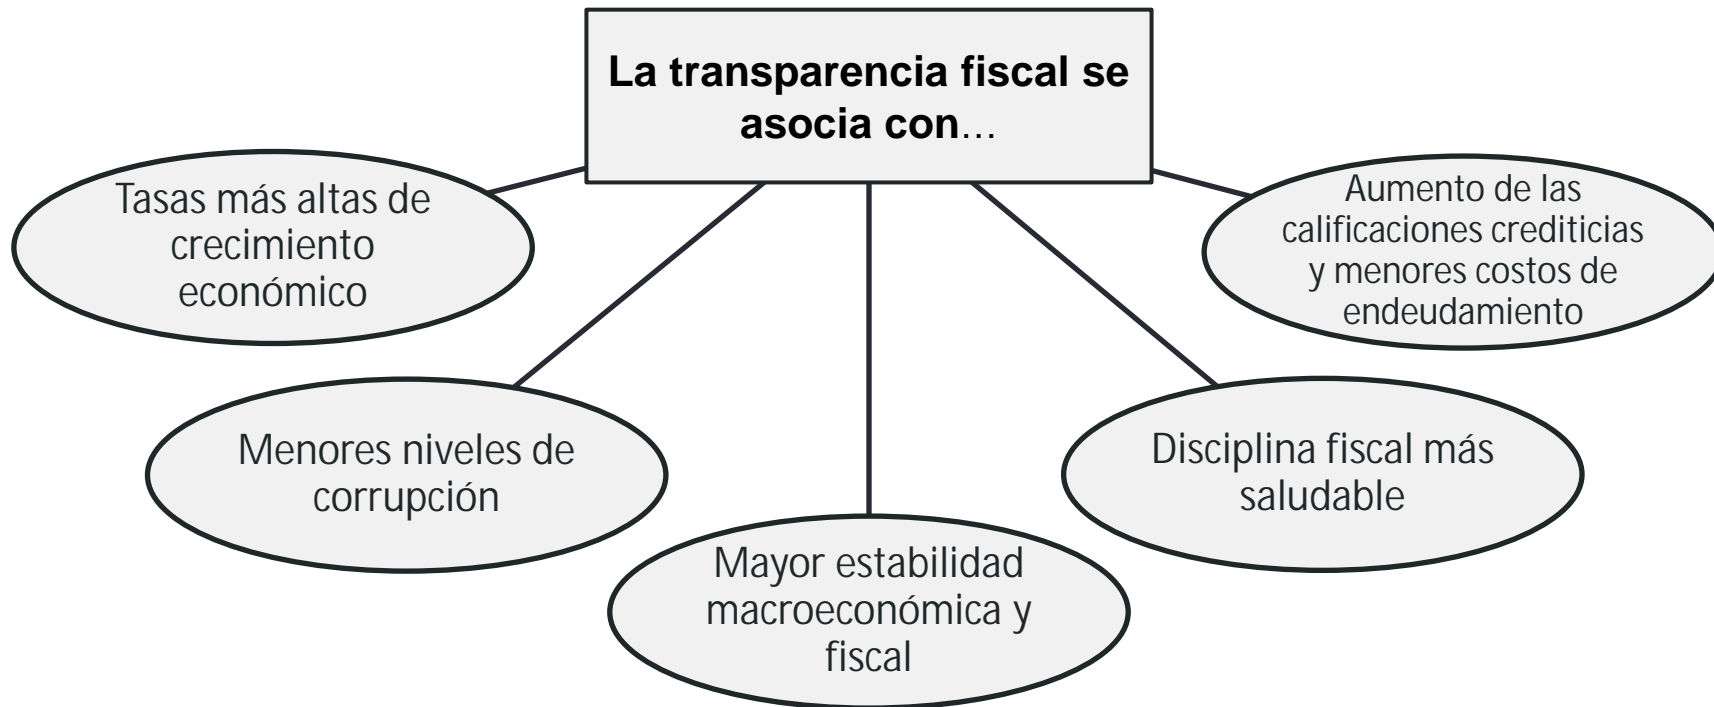 La transparencia fiscal se
asocia con…
Tasas más altas de
crecimiento
económico
Aumento de las
calificaciones crediticias
y menores costos de
endeudamiento
Menores niveles de
corrupción
Disciplina fiscal más
saludable
Mayor estabilidad
macroeconómica y
fiscal